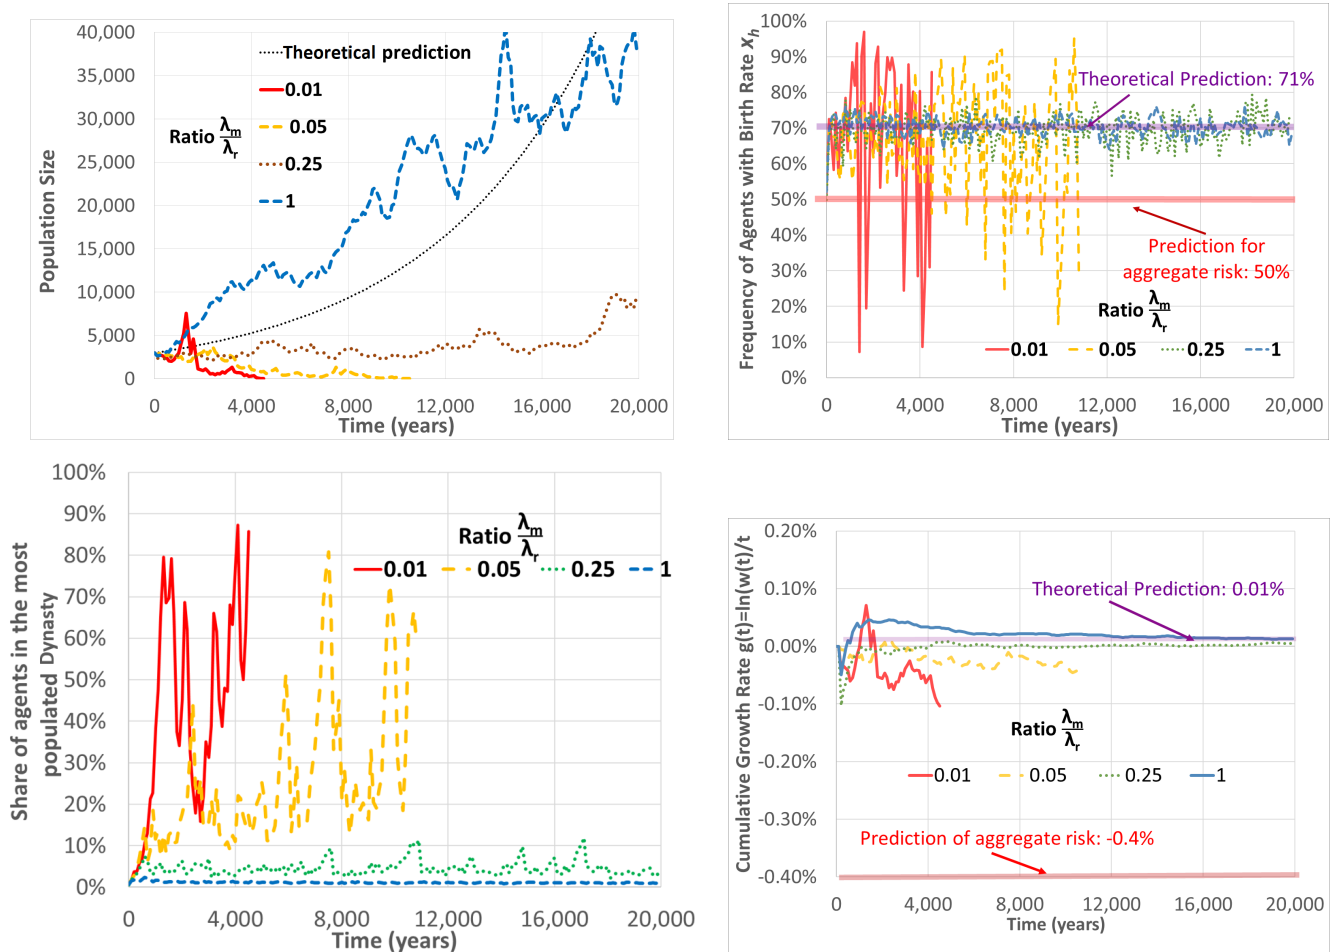 40,000
35,000
30,000
25,000
20,000
15,000
10,000
5,000
0
Population Size
Theoretical prediction
0.01
0.05
0.25
1
Ratio λm/λr
0 4,000 8,000 12,000 16,000 20,000
Time (years)
100%
90%
80%
70%
60%
50%
40%
30%
20%
10%
0%
Frequency of Agents with Birth Rate xh
Theoretical Prediction: 71%
Prediction for
aggregate risk: 50%
Ratio λm/λr
0.01 0.05 0.25 1
0 4,000 8,000 12,000 16,000 20,000
Time (years)
100%
90%
80%
70%
60%
50%
40%
30%
20%
10%
0%
Share of agents in the most
populated Dynasty
Ratio λm/λr
0.01 0.05 0.25 1
0 4,000 8,000 12,000 16,000 20,000
Time (years)
0.20%
0.10%
0.00%
-0.10%
-0.20%
-0.30%
-0.40%
Cumulative Growth Rate g(t)=ln(w(t)/t
Theoretical Prediction: 0.01%
Ratio λm/λr
0.01 0.05 0.25 1
Prediction of aggregate risk: -0.4%
0 4,000 8,000 12,000 16,000 20,000
Time (years)